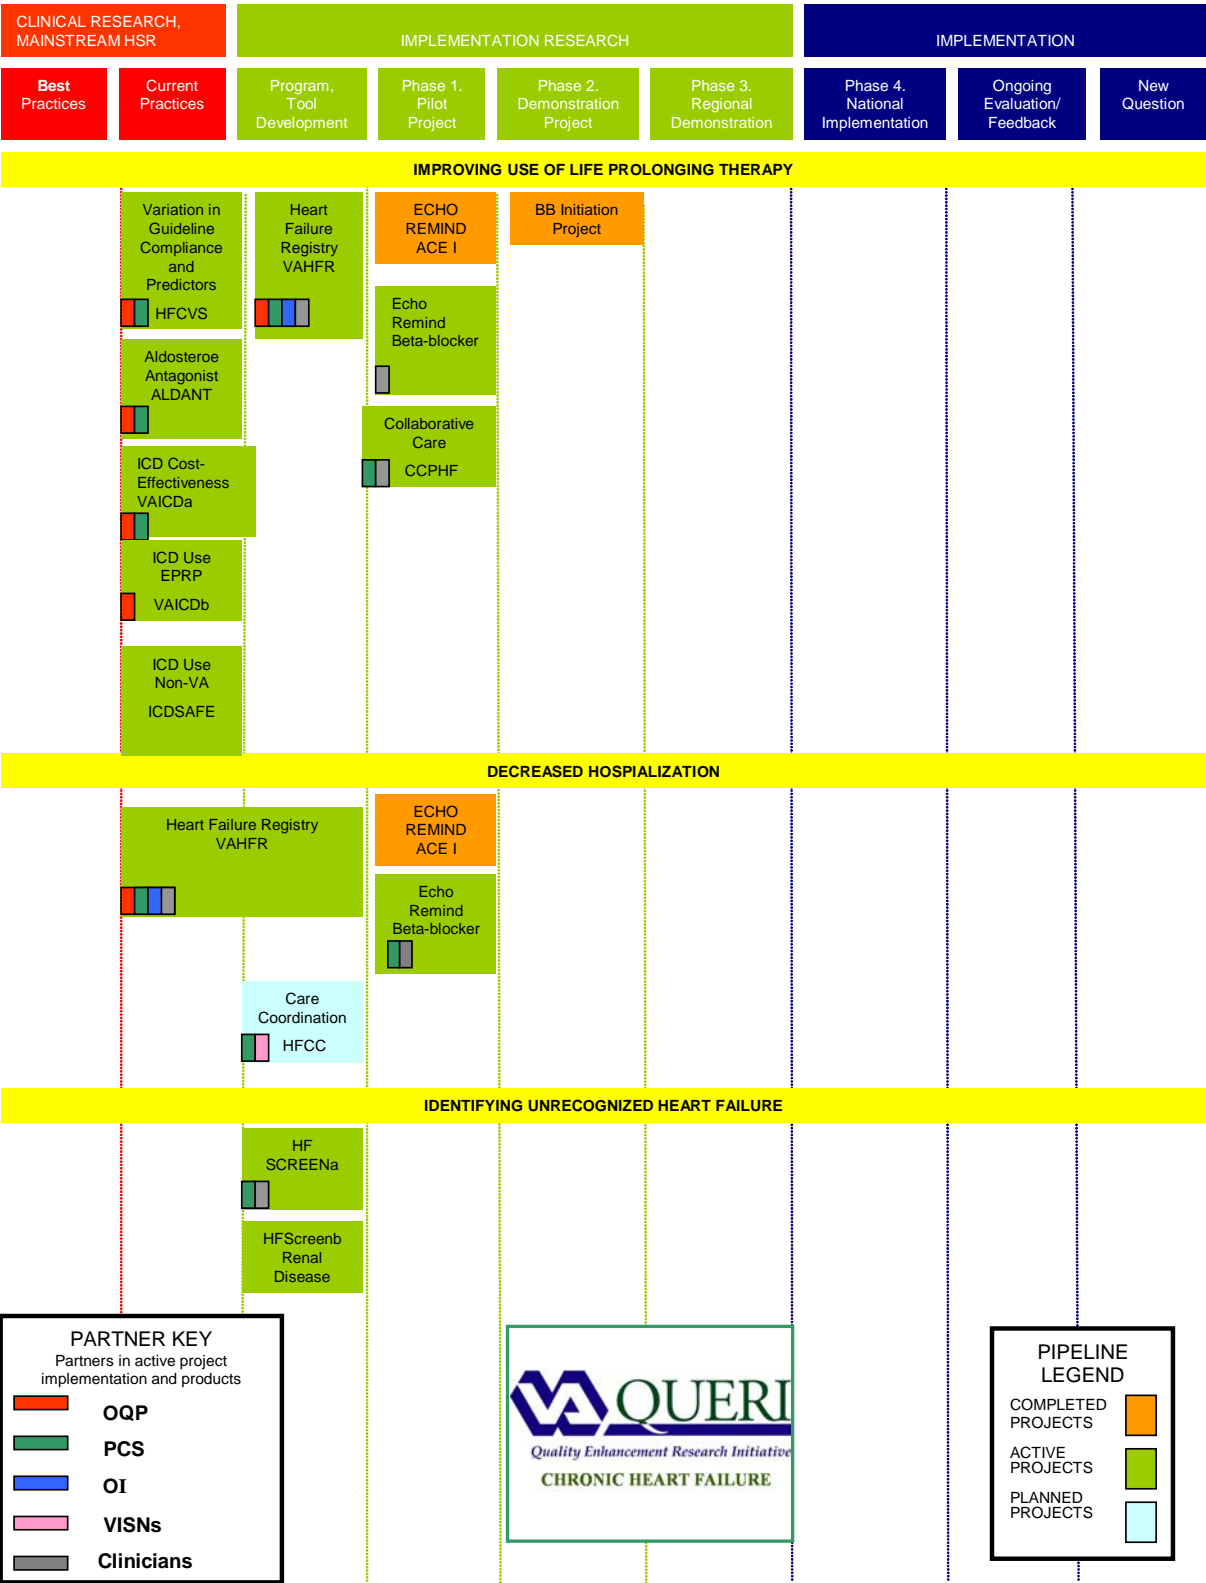 CLINICAL RESEARCH,
MAINSTREAM HSR
IMPLEMENTATION RESEARCH
IMPLEMENTATION
Best
Practices
Current
Practices
Program,
Tool
Development
Phase 1.
Pilot
Project
Phase 2.
Demonstration
Project
Phase 3.
Regional
Demonstration
Phase 4.
National
Implementation
Ongoing
Evaluation/
Feedback
New
Question
IMPROVING USE OF LIFE PROLONGING THERAPY
Variation in
Guideline
Compliance
and
Predictors
HFCVS
Heart
Failure
Registry
VAHFR
ECHO
REMIND
ACE I
BB Initiation
Project
Echo
Remind
Beta-blocker
Aldosteroe
Antagonist
ALDANT
Collaborative
Care
CCPHF
ICD Cost-
Effectiveness
VAICDa
ICD Use
EPRP
VAICDb
ICD Use
Non-VA
ICDSAFE
DECREASED HOSPIALIZATION
Heart Failure Registry
VAHFR
ECHO
REMIND
ACE I
Echo
Remind
Beta-blocker
Care
Coordination
HFCC
IDENTIFYING UNRECOGNIZED HEART FAILURE
HF
SCREENa
HFScreenb
Renal
Disease
PARTNER KEY
Partners in active project
implementation and products
OQP
PCS
OI
VISNs
Clinicians
VA QUERI
Quality Enhancement Research Initiative
CHRONIC HEART FAILURE
PIPELINE
LEGEND
COMPLETED
PROJECTS
ACTIVE
PROJECTS
PLANNED
PROJECTS